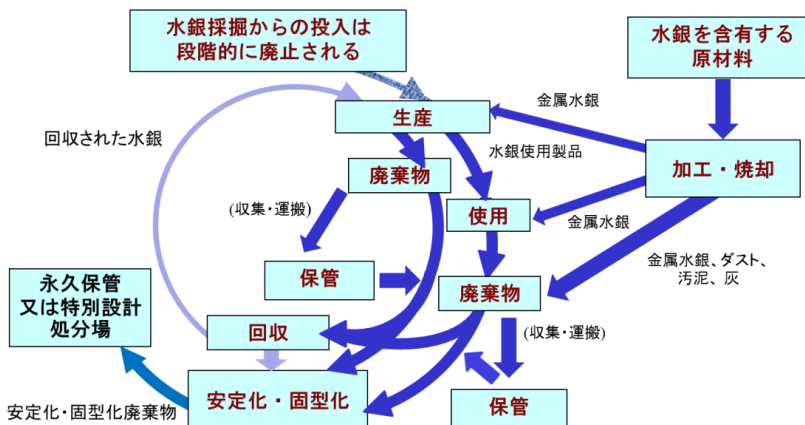 水銀採掘からの投入は
段階的に廃止される
水銀を含有する
原材料
金属水銀
生産
回収された水銀
水銀使用製品
廃棄物
加工・焼却
(収集・運搬)
使用
金属水銀
金属水銀、ダスト、
汚泥、灰
保管
廃棄物
永久保管
又は特別設計
処分場
回収
(収集・運搬)
安定化・固型化
保管
安定化・固型化廃棄物